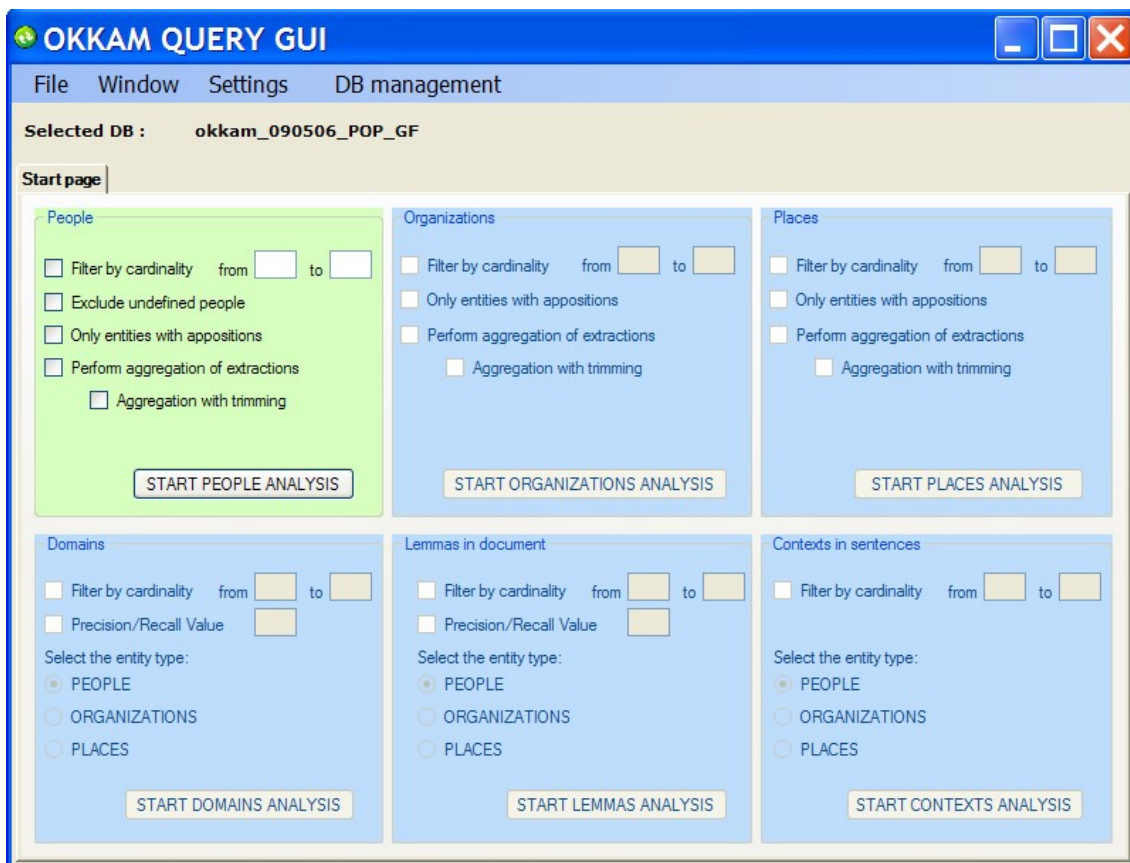 OKKAM QUERY GUI
File Window Settings DB management
Selected DB : okkam_090506_POP_GF
Start page
People
Filter by cardinality from to
Exclude undefined people
Only entities with appositions
Perform aggregation of extractions
Aggregation with trimming
START PEOPLE ANALYSIS
Organizations
Filter by cardinality from to
Only entities with appositions
Perform aggregation of extractions
Aggregation with trimming
START ORGANIZATIONS ANALYSIS
Places
Filter by cardinality from to
Only entities with appositions
Perform aggregation of extractions
Aggregation with trimming
START PLACES ANALYSIS
Domains
Filter by cardinality from to
Precision/Recall Value
Select the entity type:
PEOPLE
ORGANIZATIONS
PLACES
START DOMAINS ANALYSIS
Lemmas in document
Filter by cardinality from to
Precision/Recall Value
Select the entity type:
PEOPLE
ORGANIZATIONS
PLACES
START LEMMAS ANALYSIS
Contexts in sentences
Filter by cardinality from to
Select the entity type:
PEOPLE
ORGANIZATIONS
PLACES
START CONTEXTS ANALYSIS